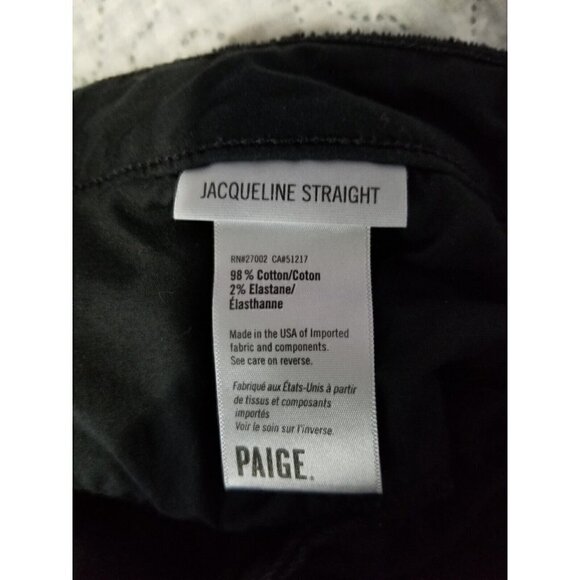 JACQUELINE STRAIGHT
RN#27002 CA#51217
98% Cotton/Coton
2% Elastane/
Élasthanne
Made in the USA of Imported
fabric and components.
See care on reverse.
Fabriqué aux États-Unis à partir
de tissus et composants
importés
Voir le soin sur l'inverse.
PAIGE.